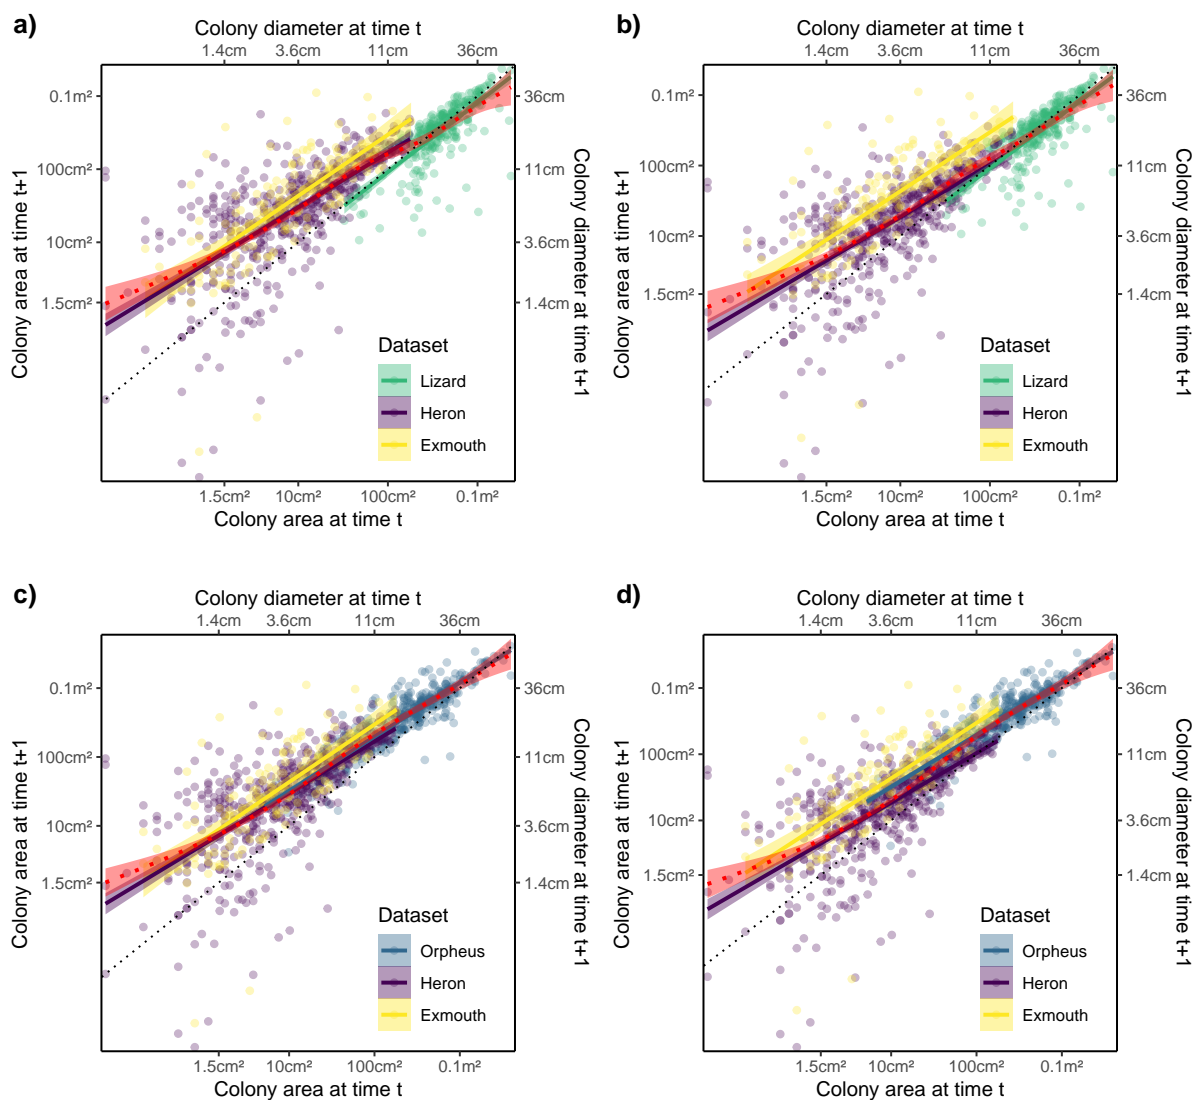 a)
Colony diameter at time t
1.4cm 3.6cm 11cm 36cm
0.1m²
100cm²
10cm²
1.5cm²
Colony area at time t+1
36cm
11cm
3.6cm
1.4cm
Colony diameter at time t+1
Dataset
Lizard
Heron
Exmouth
1.5cm² 10cm² 100cm² 0.1m²
Colony area at time t
b)
Colony diameter at time t
1.4cm 3.6cm 11cm 36cm
0.1m²
100cm²
10cm²
1.5cm²
Colony area at time t+1
36cm
11cm
3.6cm
1.4cm
Colony diameter at time t+1
Dataset
Lizard
Heron
Exmouth
1.5cm² 10cm² 100cm² 0.1m²
Colony area at time t
c)
Colony diameter at time t
1.4cm 3.6cm 11cm 36cm
0.1m²
100cm²
10cm²
1.5cm²
Colony area at time t+1
36cm
11cm
3.6cm
1.4cm
Colony diameter at time t+1
Dataset
Orpheus
Heron
Exmouth
1.5cm² 10cm² 100cm² 0.1m²
Colony area at time t
d)
Colony diameter at time t
1.4cm 3.6cm 11cm 36cm
0.1m²
100cm²
10cm²
1.5cm²
Colony area at time t+1
36cm
11cm
3.6cm
1.4cm
Colony diameter at time t+1
Dataset
Orpheus
Heron
Exmouth
1.5cm² 10cm² 100cm² 0.1m²
Colony area at time t